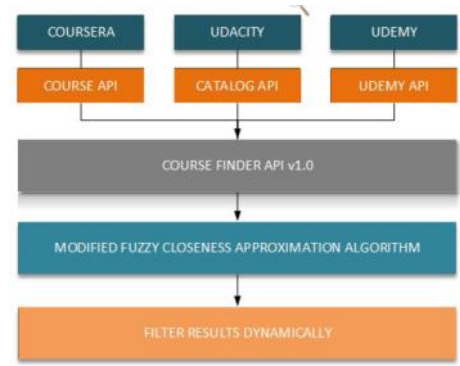 COURSERA
UDACITY
UDEMY
COURSE API
CATALOG API
UDEMY API
COURSE FINDER API v1.0
MODIFIED FUZZY CLOSENESS APPROXIMATION ALGORITHM
FILTER RESULTS DYNAMICALLY